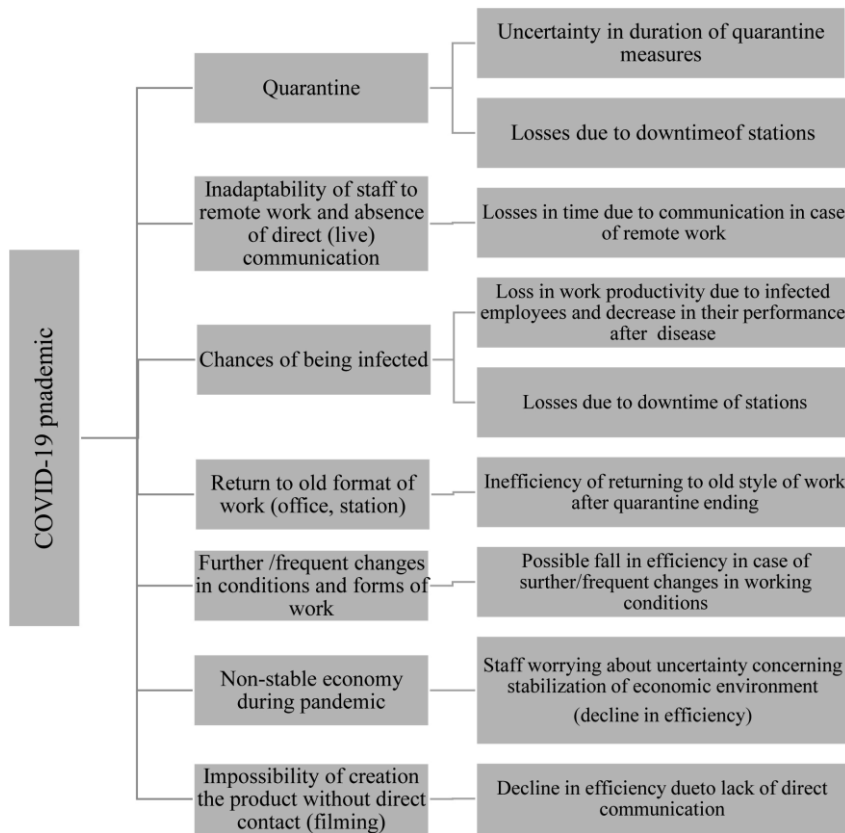 COVID-19 pnademic
Quarantine
Uncertainty in duration of quarantine
measures
Losses due to downtimeof stations
Inadaptability of staff to
remote work and absence
of direct (live)
communication
Losses in time due to communication in case
of remote work
Chances of being infected
Loss in work productivity due to infected
employees and decrease in their performance
after disease
Losses due to downtime of stations
Return to old format of
work (office, station)
Inefficiency of returning to old style of work
after quarantine ending
Further /frequent changes
in conditions and forms of
work
Possible fall in efficiency in case of
surther/frequent changes in working
conditions
Non-stable economy
during pandemic
Staff worrying about uncertainty concerning
stabilization of economic environment
(decline in efficiency)
Impossibility of creation
the product without direct
contact (filming)
Decline in efficiency dueto lack of direct
communication